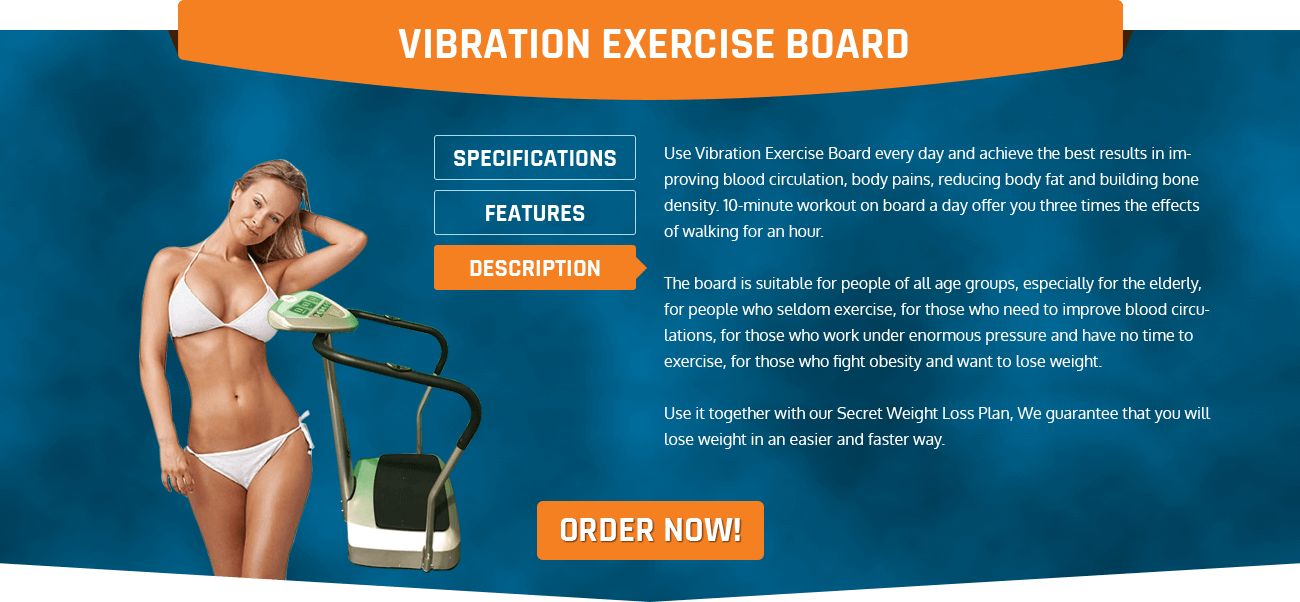 VIBRATION EXERCISE BOARD
SPECIFICATIONS
FEATURES
DESCRIPTION
Use Vibration Exercise Board every day and achieve the best results in im-
proving blood circulation, body pains, reducing body fat and building bone
density. 10-minute workout on board a day offer you three times the effects
of walking for an hour.
The board is suitable for people of all age groups, especially for the elderly,
for people who seldom exercise, for those who need to improve blood circu-
lations, for those who work under enormous pressure and have no time to
exercise, for those who fight obesity and want to lose weight.
Use it together with our Secret Weight Loss Plan, We guarantee that you will
lose weight in an easier and faster way.
ORDER NOW!